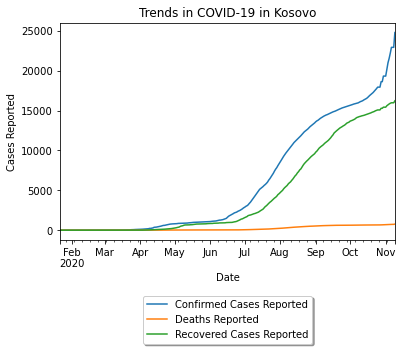 Trends in COVID-19 in Kosovo
25000
20000
15000
10000
5000
0
Cases Reported
Feb Mar Apr May Jun Jul Aug Sep Oct Nov
2020
Date
Confirmed Cases Reported
Deaths Reported
Recovered Cases Reported